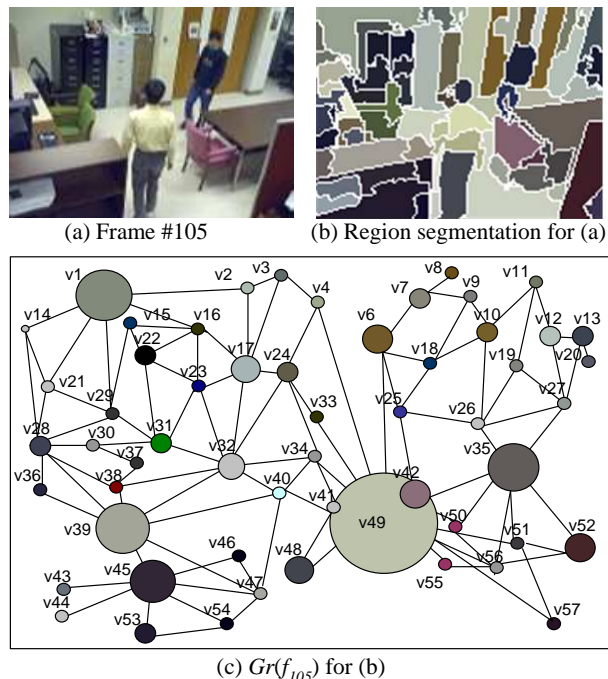 (a) Frame #105
(b) Region segmentation for (a)
v1
v2
v3
v4
v8
v11
v7
v9
v14
v15
v16
v6
v10
v12
v13
v22
v17
v24
v18
v19
v20
v21
v23
v29
v33
v25
v26
v27
v28
v30
v31
v32
v34
v35
v37
v36
v38
v40
v42
v41
v39
v49
v50
v51
v52
v46
v48
v45
v56
v43
v47
v55
v44
v54
v53
v57
(c) Gr(f105) for (b)